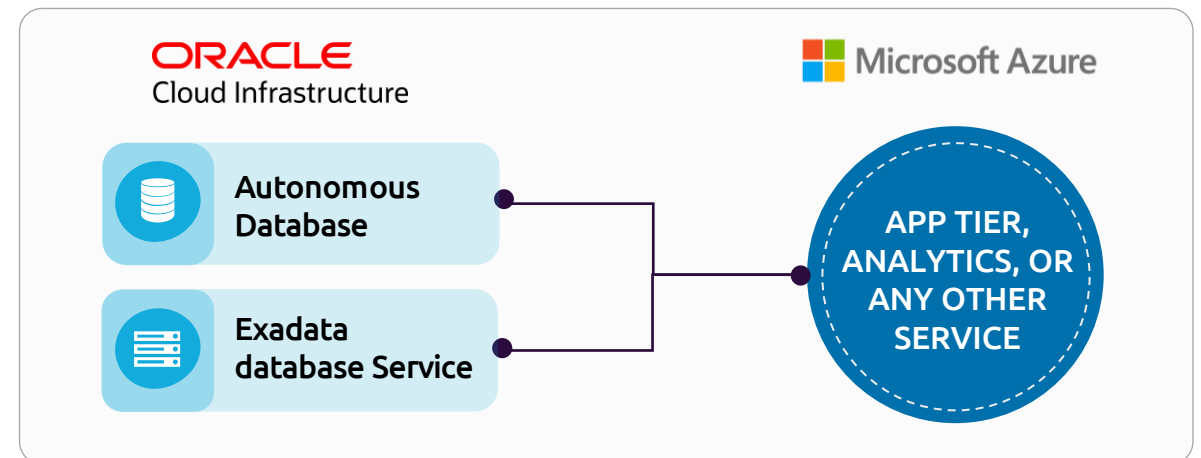 ORACLE
Cloud Infrastructure
Microsoft Azure
Autonomous
Database
Exadata
database Service
APP TIER,
ANALYTICS, OR
ANY OTHER
SERVICE